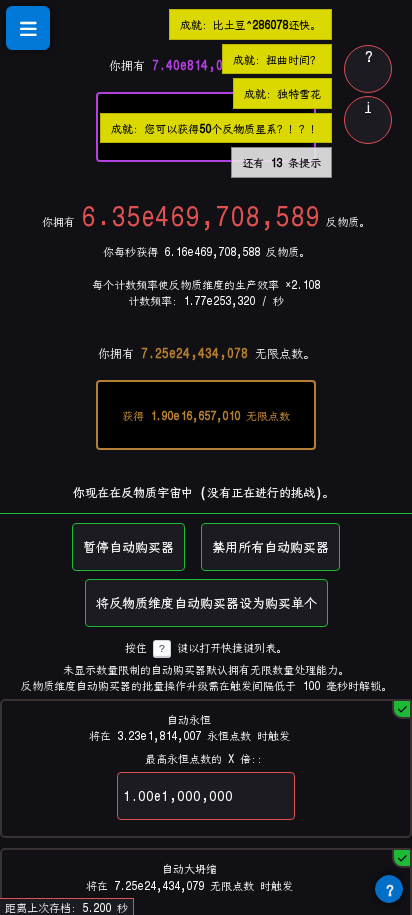 成就: 比土豆^286078还快。
成就: 扭曲时间?
你拥有 7.40e814,0
成就: 独特雪花
成就: 您可以获得50个反物质星系?!?!
还有 13 条提示
?
i
你拥有 6.35e469,708,589 反物质。
你每秒获得 6.16e469,708,588 反物质。
每个计数频率使反物质维度的生产效率 ×2.108
计数频率: 1.77e253,320 / 秒
你拥有 7.25e24,434,078 无限点数。
获得 1.90e16,657,010 无限点数
你现在在反物质宇宙中 (没有正在进行的挑战)。
暂停自动购买器
禁用所有自动购买器
将反物质维度自动购买器设为购买单个
按住 ? 键以打开快捷键列表。
未显示数量限制的自动购买器默认拥有无限数量处理能力。
反物质维度自动购买器的批量操作升级需在触发间隔低于 100 毫秒时解锁。
自动永恒
将在 3.23e1,814,007 永恒点数 时触发
最高永恒点数的 X 倍::
1.00e1,000,000
自动大坍缩
将在 7.25e24,434,079 无限点数 时触发
?
距离上次存档: 5.200 秒